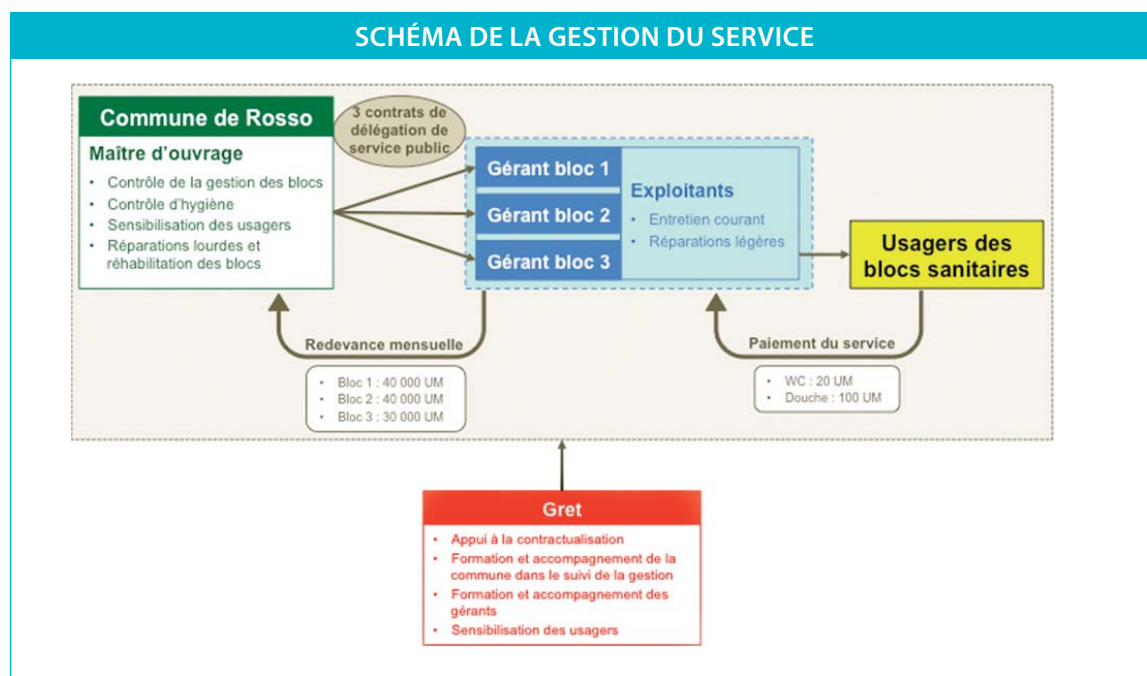 SCHÉMA DE LA GESTION DU SERVICE
Commune de Rosso
Maître d’ouvrage
• Contrôle de la gestion des blocs
• Contrôle d’hygiène
• Sensibilisation des usagers
• Réparations lourdes et
réhabilitation des blocs
3 contrats de
délégation de
service public
Gérant bloc 1
Gérant bloc 2
Gérant bloc 3
Exploitants
• Entretien courant
• Réparations légères
Usagers des
blocs sanitaires
Redevance mensuelle
• Bloc 1 : 40 000 UM
• Bloc 2 : 40 000 UM
• Bloc 3 : 30 000 UM
Paiement du service
• WC : 20 UM
• Douche : 100 UM
Gret
• Appui à la contractualisation
• Formation et accompagnement de la
commune dans le suivi de la gestion
• Formation et accompagnement des
gérants
• Sensibilisation des usagers